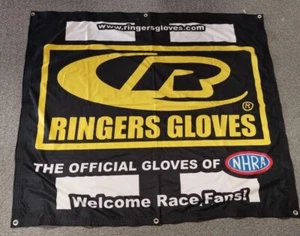 www.ringersgloves.com
R
®
RINGERS GLOVES
THE OFFICIAL GLOVES OF NHRA
Welcome Race Fans!